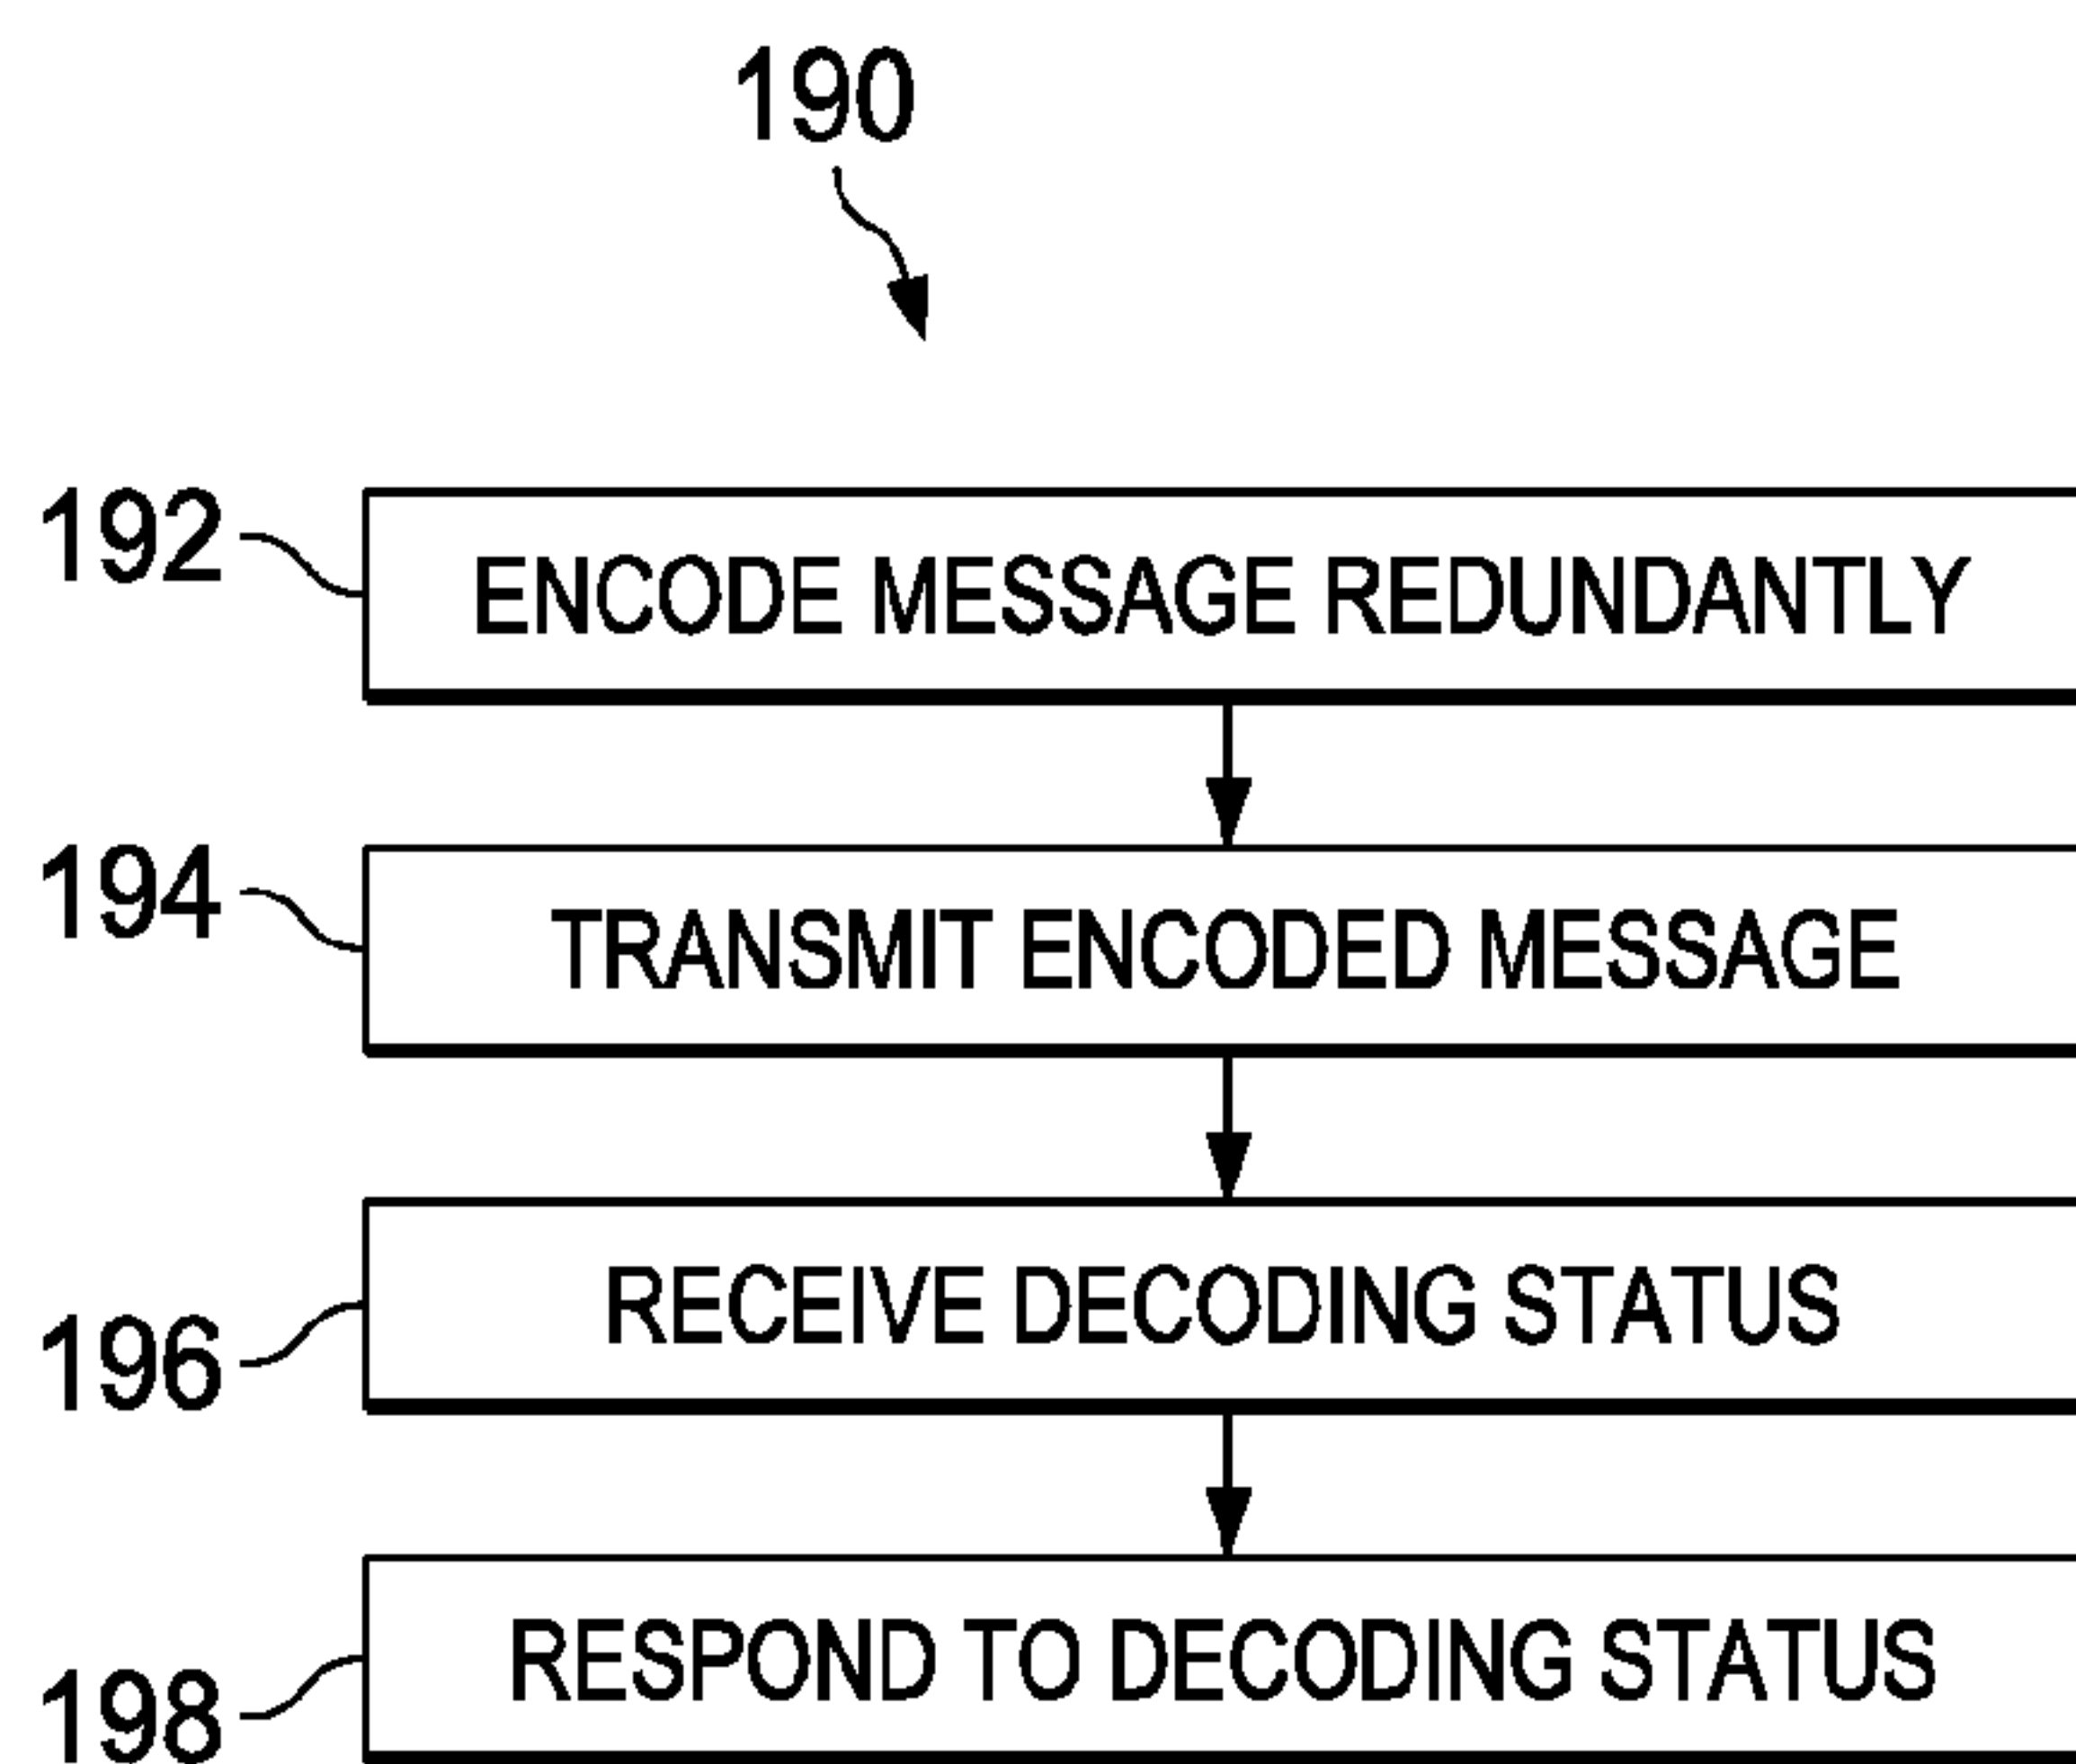 190
192
ENCODE MESSAGE REDUNDANTLY
194
TRANSMIT ENCODED MESSAGE
196
RECEIVE DECODING STATUS
198
RESPOND TO DECODING STATUS